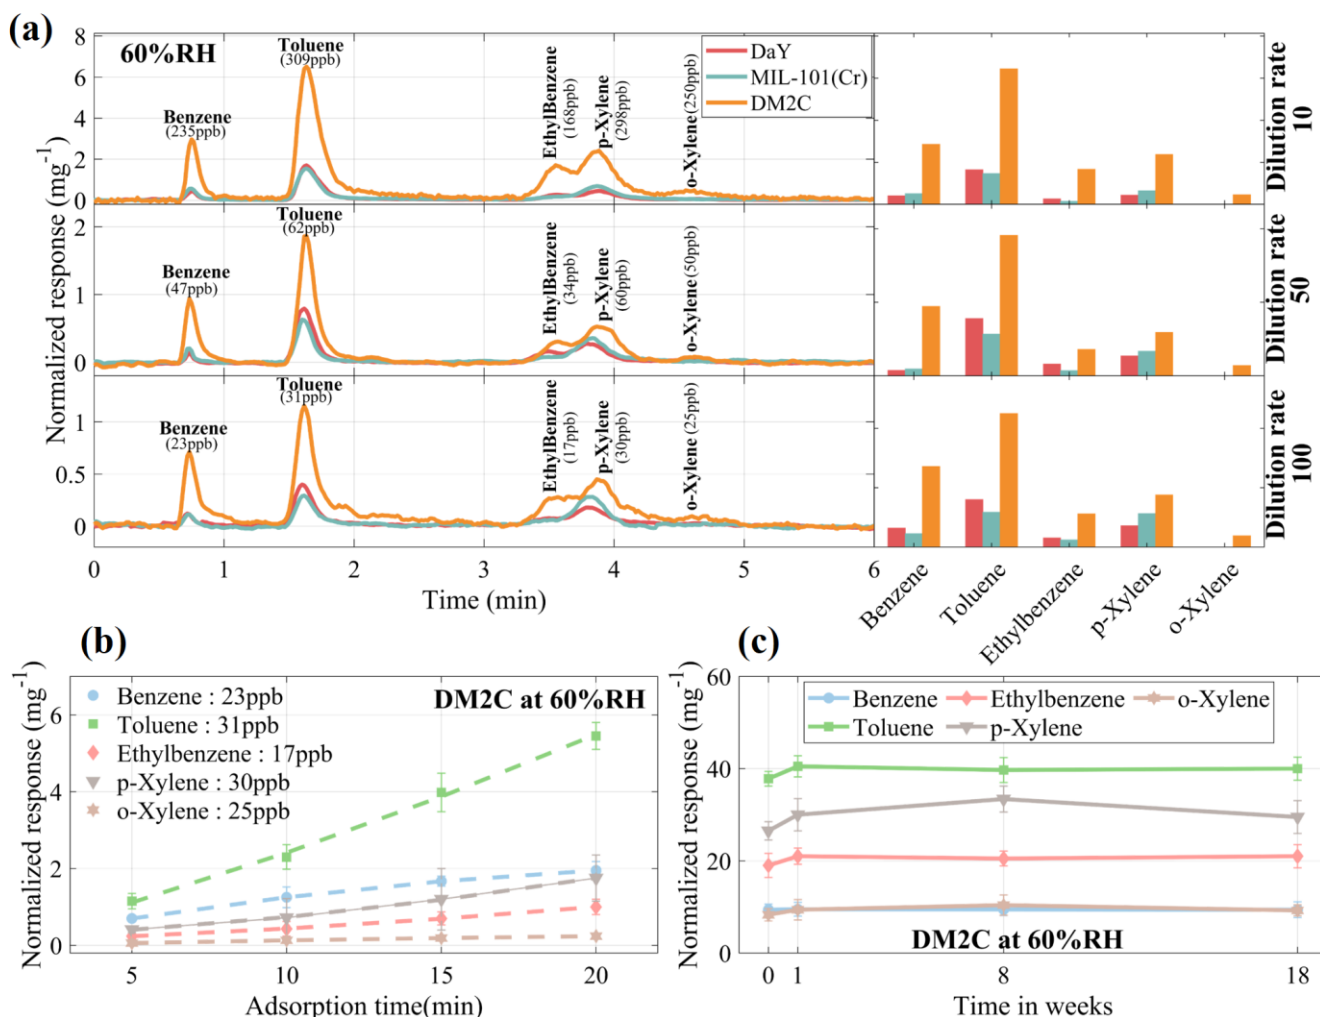 (a)
60%RH
DaY
MIL-101(Cr)
DM2C
Normalized response (mg-1)
8
6
4
2
0
Benzene
(235ppb)
Toluene
(309ppb)
EthylBenzene
(168ppb)
p-Xylene
(298ppb)
o-Xylene (250ppb)
Dilution rate
10
2
1
0
Benzene
(47ppb)
Toluene
(62ppb)
EthylBenzene
(34ppb)
p-Xylene
(60ppb)
o-Xylene (50ppb)
Dilution rate
50
1
0.5
0
Benzene
(23ppb)
Toluene
(31ppb)
EthylBenzene
(17ppb)
p-Xylene
(30ppb)
o-Xylene (25ppb)
Dilution rate
100
0 1 2 3 4 5 6
Time (min)
Benzene
Toluene
Ethylbenzene
p-Xylene
o-Xylene
(b)
Normalized response (mg-1)
6
4
2
0
Benzene : 23ppb
Toluene : 31ppb
Ethylbenzene : 17ppb
p-Xylene : 30ppb
o-Xylene : 25ppb
DM2C at 60%RH
5 10 15 20
Adsorption time(min)
(c)
Normalized response (mg-1)
60
40
20
0
Benzene
Toluene
Ethylbenzene
p-Xylene
o-Xylene
DM2C at 60%RH
0 1 8 18
Time in weeks